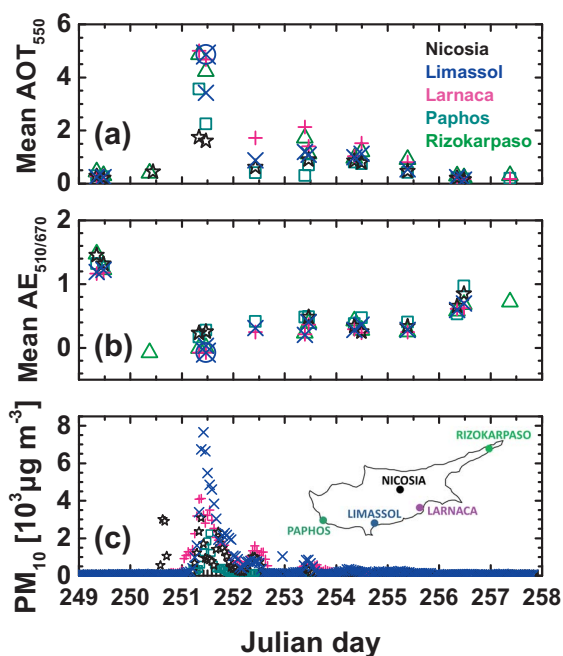 Mean AOT550
6
4
2
0
(a)
Nicosia
Limassol
Larnaca
Paphos
Rizokarpaso
Mean AE510/670
2
1
0
(b)
PM10 [10³µg m⁻³]
8
6
4
2
0
(c)
RIZOKARPASO
NICOSIA
LARNACA
LIMASSOL
PAPHOS
249 250 251 252 253 254 255 256 257 258
Julian day